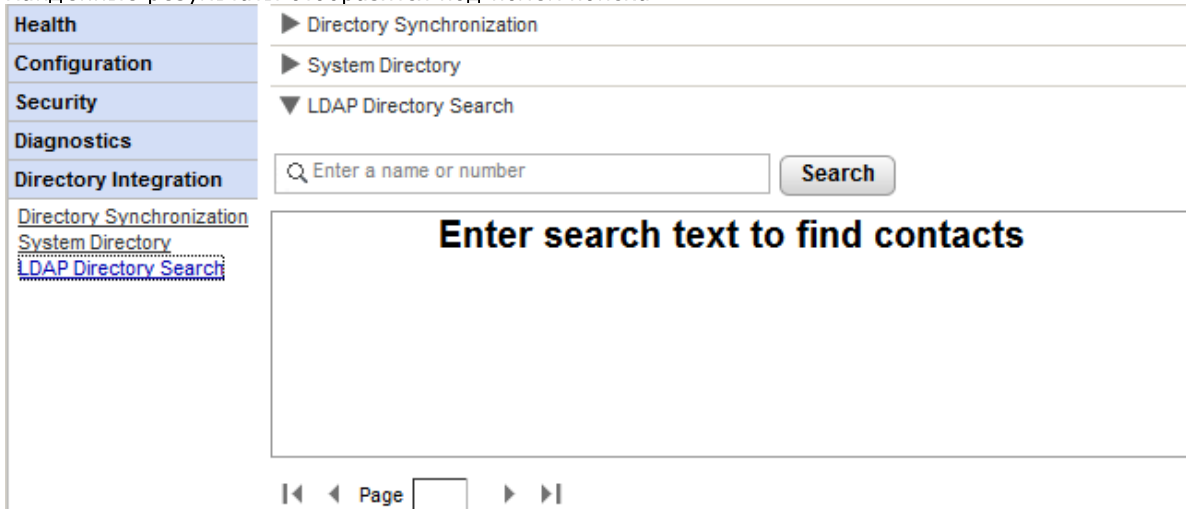 Health
Configuration
Security
Diagnostics
Directory Integration
Directory Synchronization
System Directory
LDAP Directory Search
Directory Synchronization
System Directory
LDAP Directory Search
Enter a name or number
Search
Enter search text to find contacts
Page